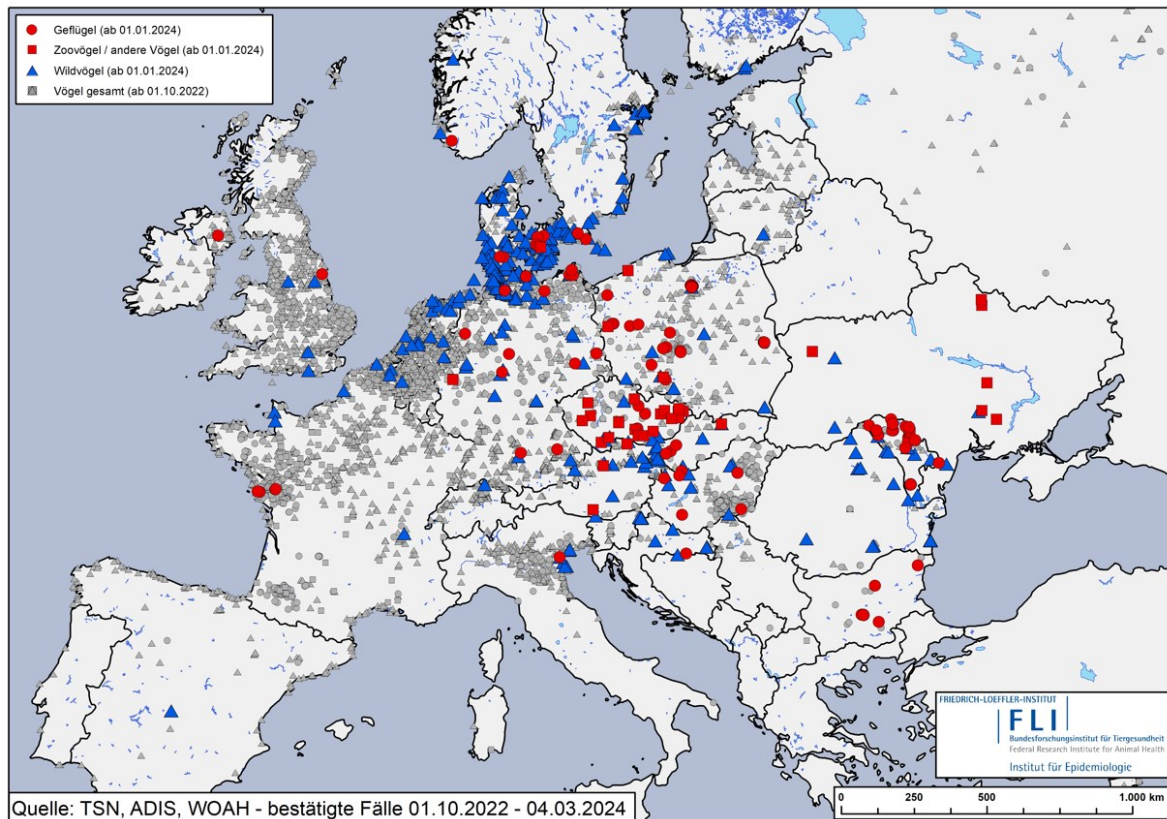 Geflügel (ab 01.01.2024)
Zoovögel / andere Vögel (ab 01.01.2024)
Wildvögel (ab 01.01.2024)
Vögel gesamt (ab 01.10.2022)
FRIEDRICH-LOEFFLER-INSTITUT
FLI
Bundesforschungsinstitut für Tiergesundheit
Federal Research Institute for Animal Health
Institut für Epidemiologie
Quelle: TSN, ADIS, WOAH - bestätigte Fälle 01.10.2022 - 04.03.2024
0 250 500 1.000 km